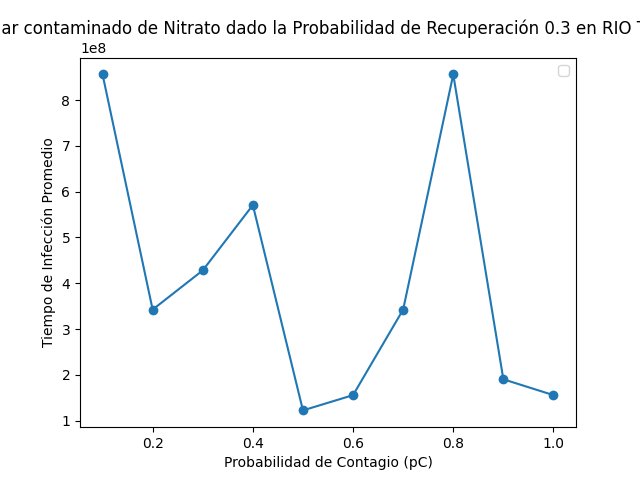 ar contaminado de Nitrato dado la Probabilidad de Recuperación 0.3 en RIO T
1e8
8
7
6
5
4
3
2
1
Tiempo de Infección Promedio
0.2 0.4 0.6 0.8 1.0
Probabilidad de Contagio (pC)